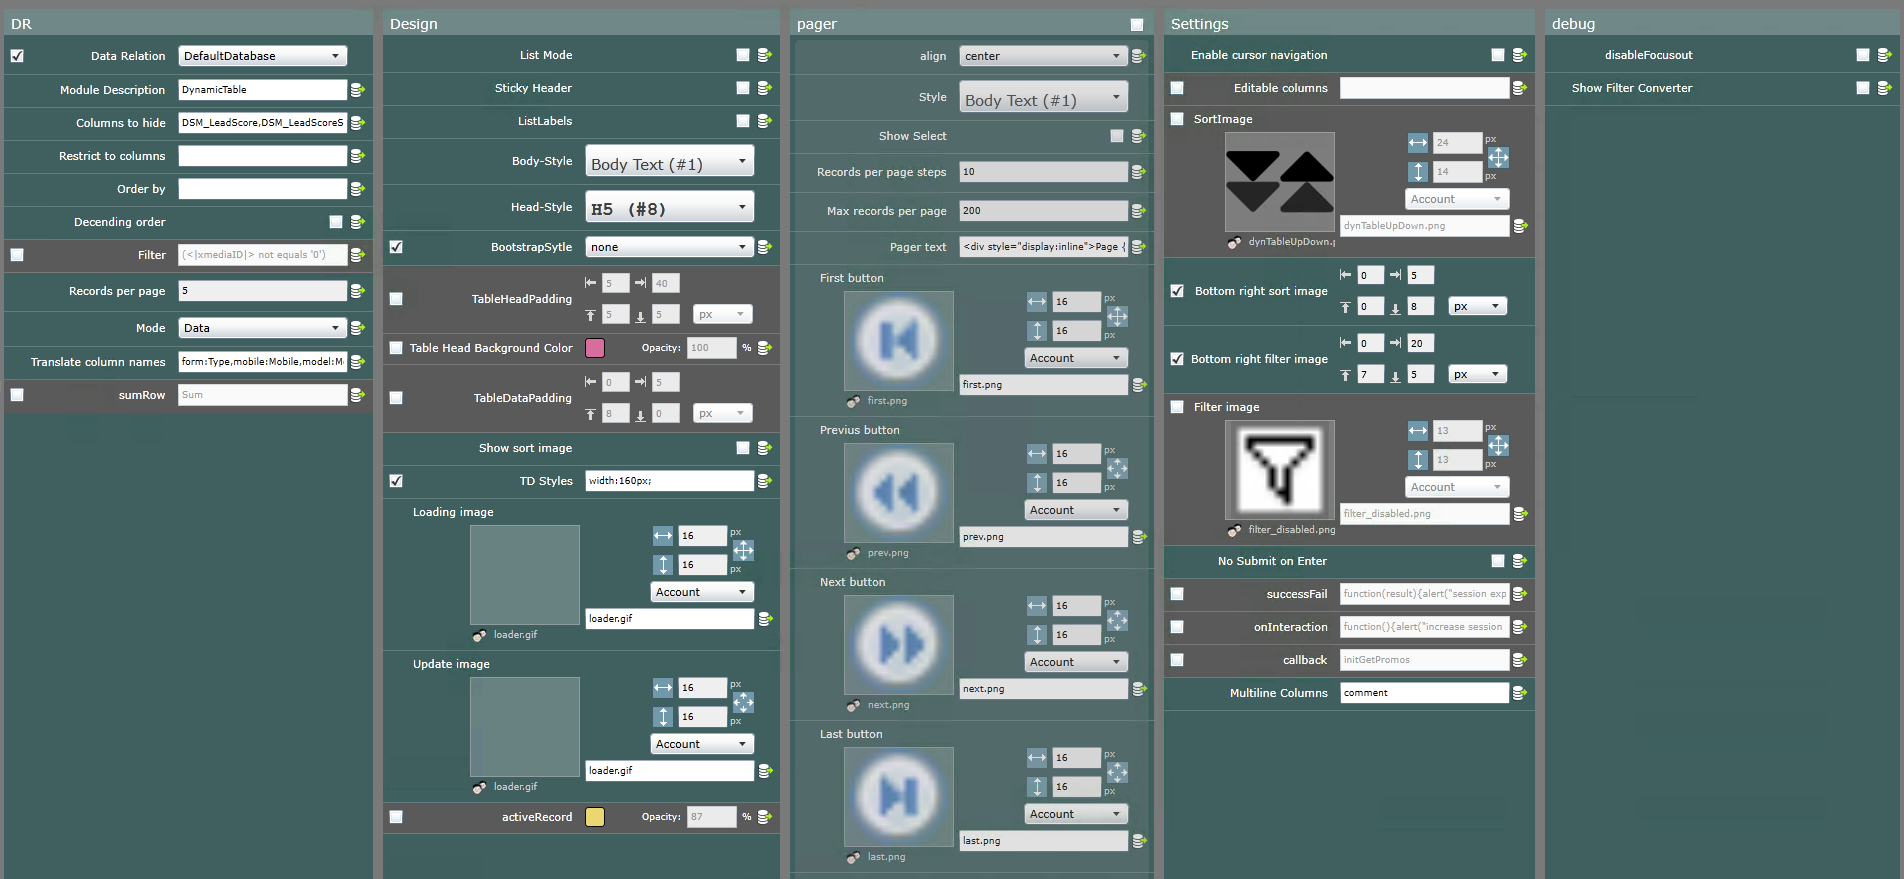 DR
Data Relation DefaultDatabase
Module Description DynamicTable
Columns to hide DSM_LeadScore,DSM_LeadScoreS
Restrict to columns
Order by
Decending order
Filter (<|xmediaID|> not equals '0')
Records per page 5
Mode Data
Translate column names form:Type,mobile:Mobile,model:M
sumRow Sum
Design
List Mode
Sticky Header
ListLabels
Body-Style Body Text (#1)
Head-Style H5 (#8)
BootstrapSytle none
TableHeadPadding 5 40
5 5 px
Table Head Background Color Opacity: 100 %
TableDataPadding 0 5
8 0 px
Show sort image
TD Styles width:160px;
Loading image
16 px
16 px
Account
loader.gif
loader.gif
Update image
16 px
16 px
Account
loader.gif
loader.gif
activeRecord Opacity: 87 %
pager
align center
Style Body Text (#1)
Show Select
Records per page steps 10
Max records per page 200
Pager text <div style="display:inline">Page {
First button
16 px
16 px
Account
first.png
first.png
Previus button
16 px
16 px
Account
prev.png
prev.png
Next button
16 px
16 px
Account
next.png
next.png
Last button
16 px
16 px
Account
last.png
last.png
Settings
Enable cursor navigation
Editable columns
SortImage
24 px
14 px
Account
dynTableUpDown.png
dynTableUpDown.p
Bottom right sort image 0 5
0 8 px
Bottom right filter image 0 20
7 5 px
Filter image
13 px
13 px
Account
filter_disabled.png
filter_disabled.png
No Submit on Enter
successFail function(result){alert("session exp
onInteraction function(){alert("increase session
callback initGetPromos
Multiline Columns comment
debug
disableFocusout
Show Filter Converter